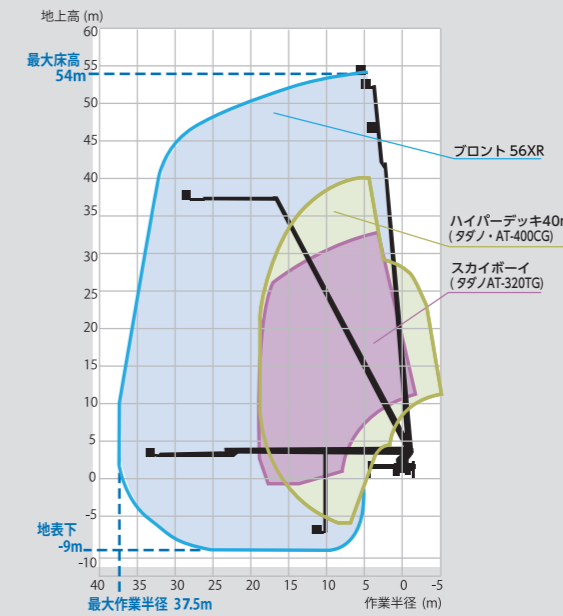 地上高 (m)
60
最大床高
54m
55
50
45
40
35
30
25
20
15
10
5
0
-5
-10
地表下
-9m
ブロント 56XR
ハイパーデッキ40m
(タダノ・AT-400CG)
スカイボーイ
(タダノAT-320TG)
40 35 30 25 20 15 10 5 0 -5
最大作業半径 37.5m
作業半径 (m)